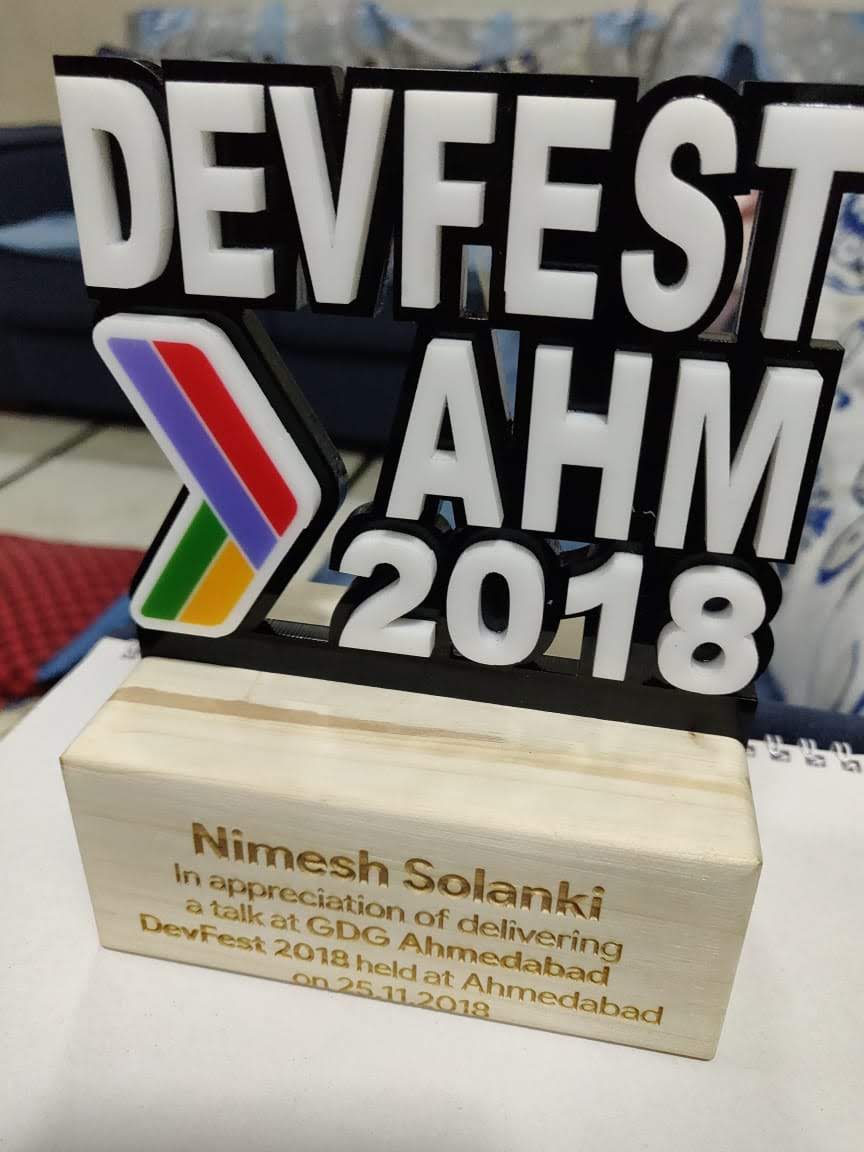 DEVFEST
AHM
2018
Nimesh Solanki
In appreciation of delivering
a talk at GDG Ahmedabad
DevFest 2018 held at Ahmedabad
on 25.11.2018